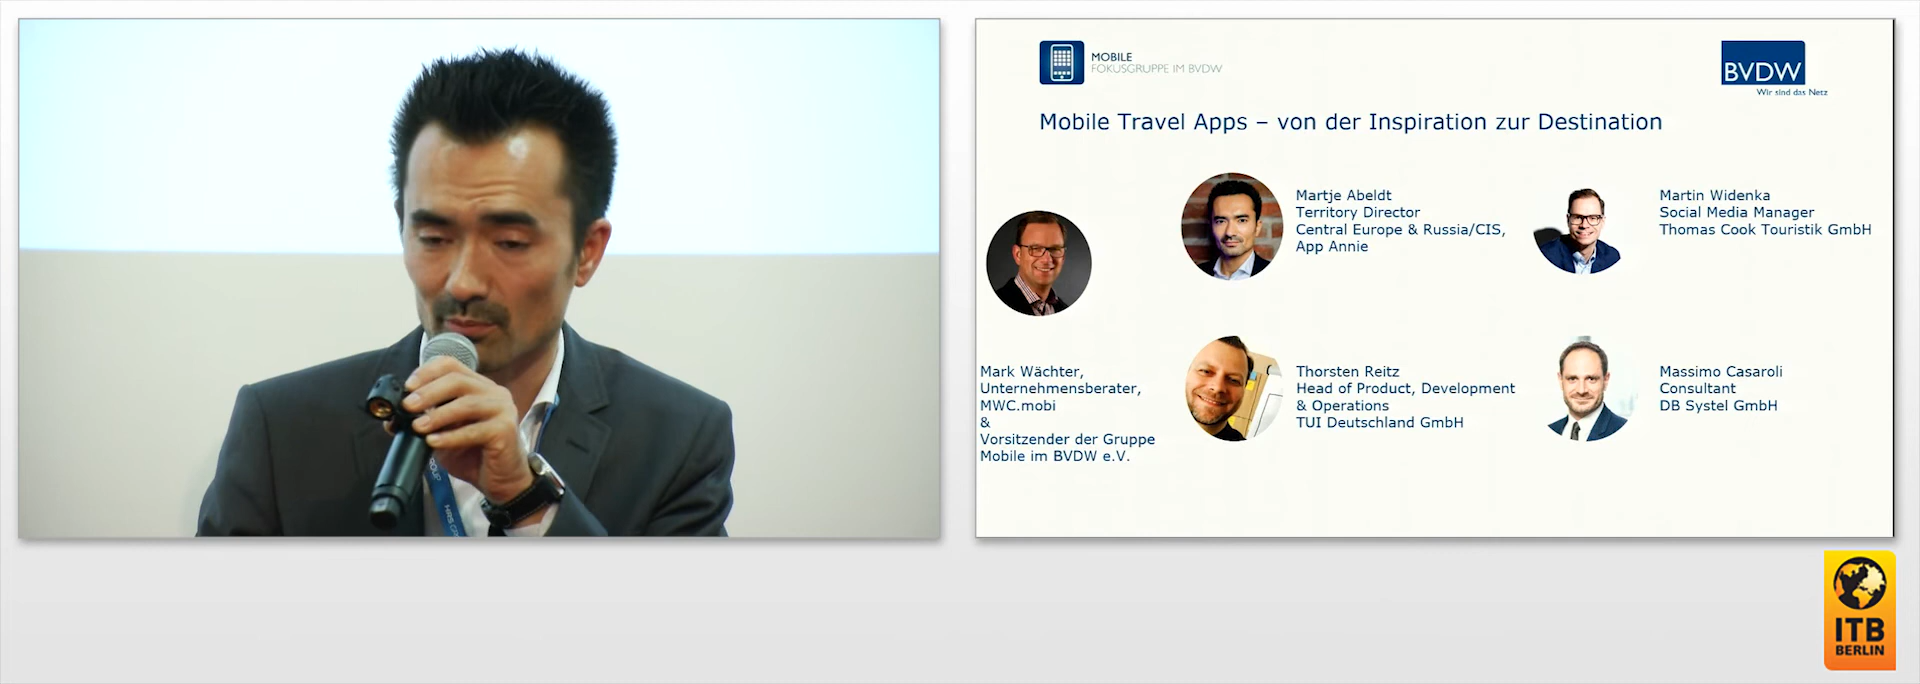 MOBILE
FOKUSGRUPPE IM BVDW
BVDW
Wir sind das Netz
Mobile Travel Apps – von der Inspiration zur Destination
Martje Abeldt
Territory Director
Central Europe & Russia/CIS,
App Annie
Martin Widenka
Social Media Manager
Thomas Cook Touristik GmbH
Mark Wächter,
Unternehmensberater,
MWC.mobi
&
Vorsitzender der Gruppe
Mobile im BVDW e.V.
Thorsten Reitz
Head of Product, Development
& Operations
TUI Deutschland GmbH
Massimo Casaroli
Consultant
DB Systel GmbH
HRS
ITB
BERLIN